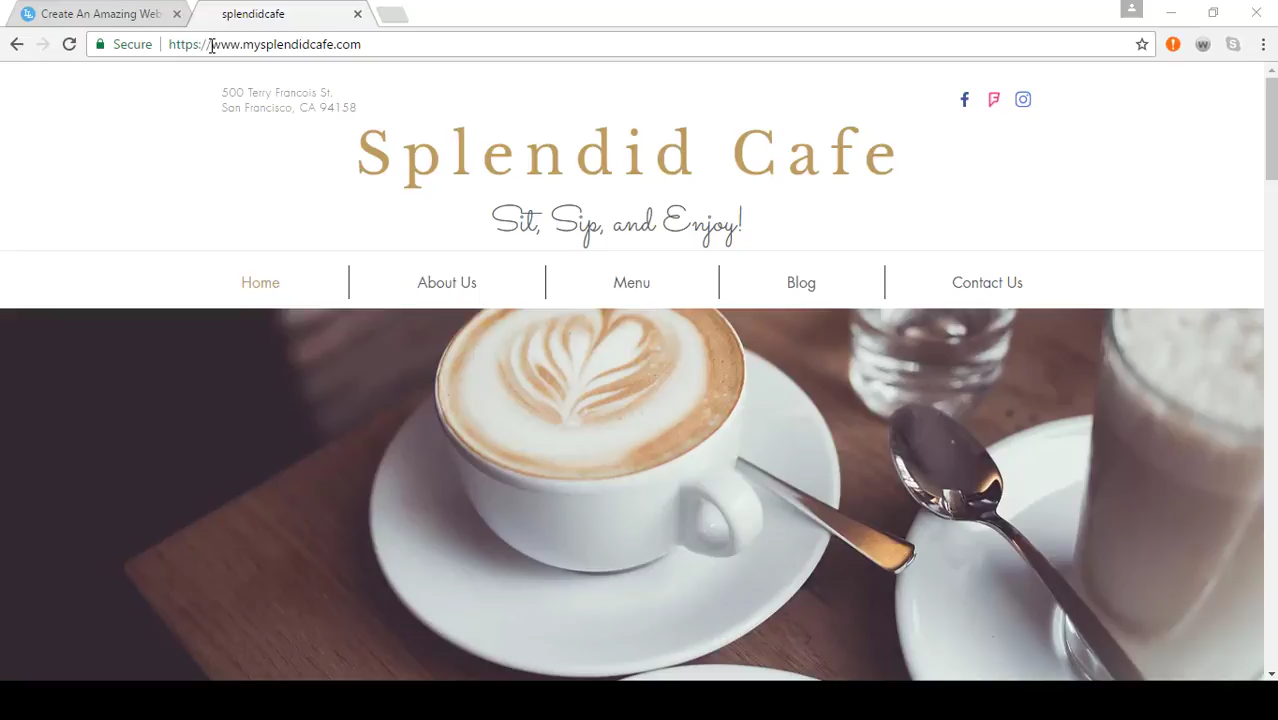 Create An Amazing Web
splendidcafe
Secure
https://www.mysplendidcafe.com
500 Terry Francois St.
San Francisco, CA 94158
Splendid Cafe
Sit, Sip, and Enjoy!
Home
About Us
Menu
Blog
Contact Us